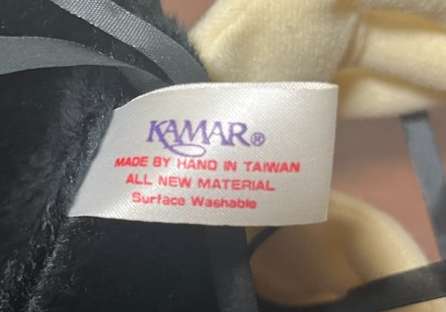 KAMAR®
MADE BY HAND IN TAIWAN
ALL NEW MATERIAL
Surface Washable